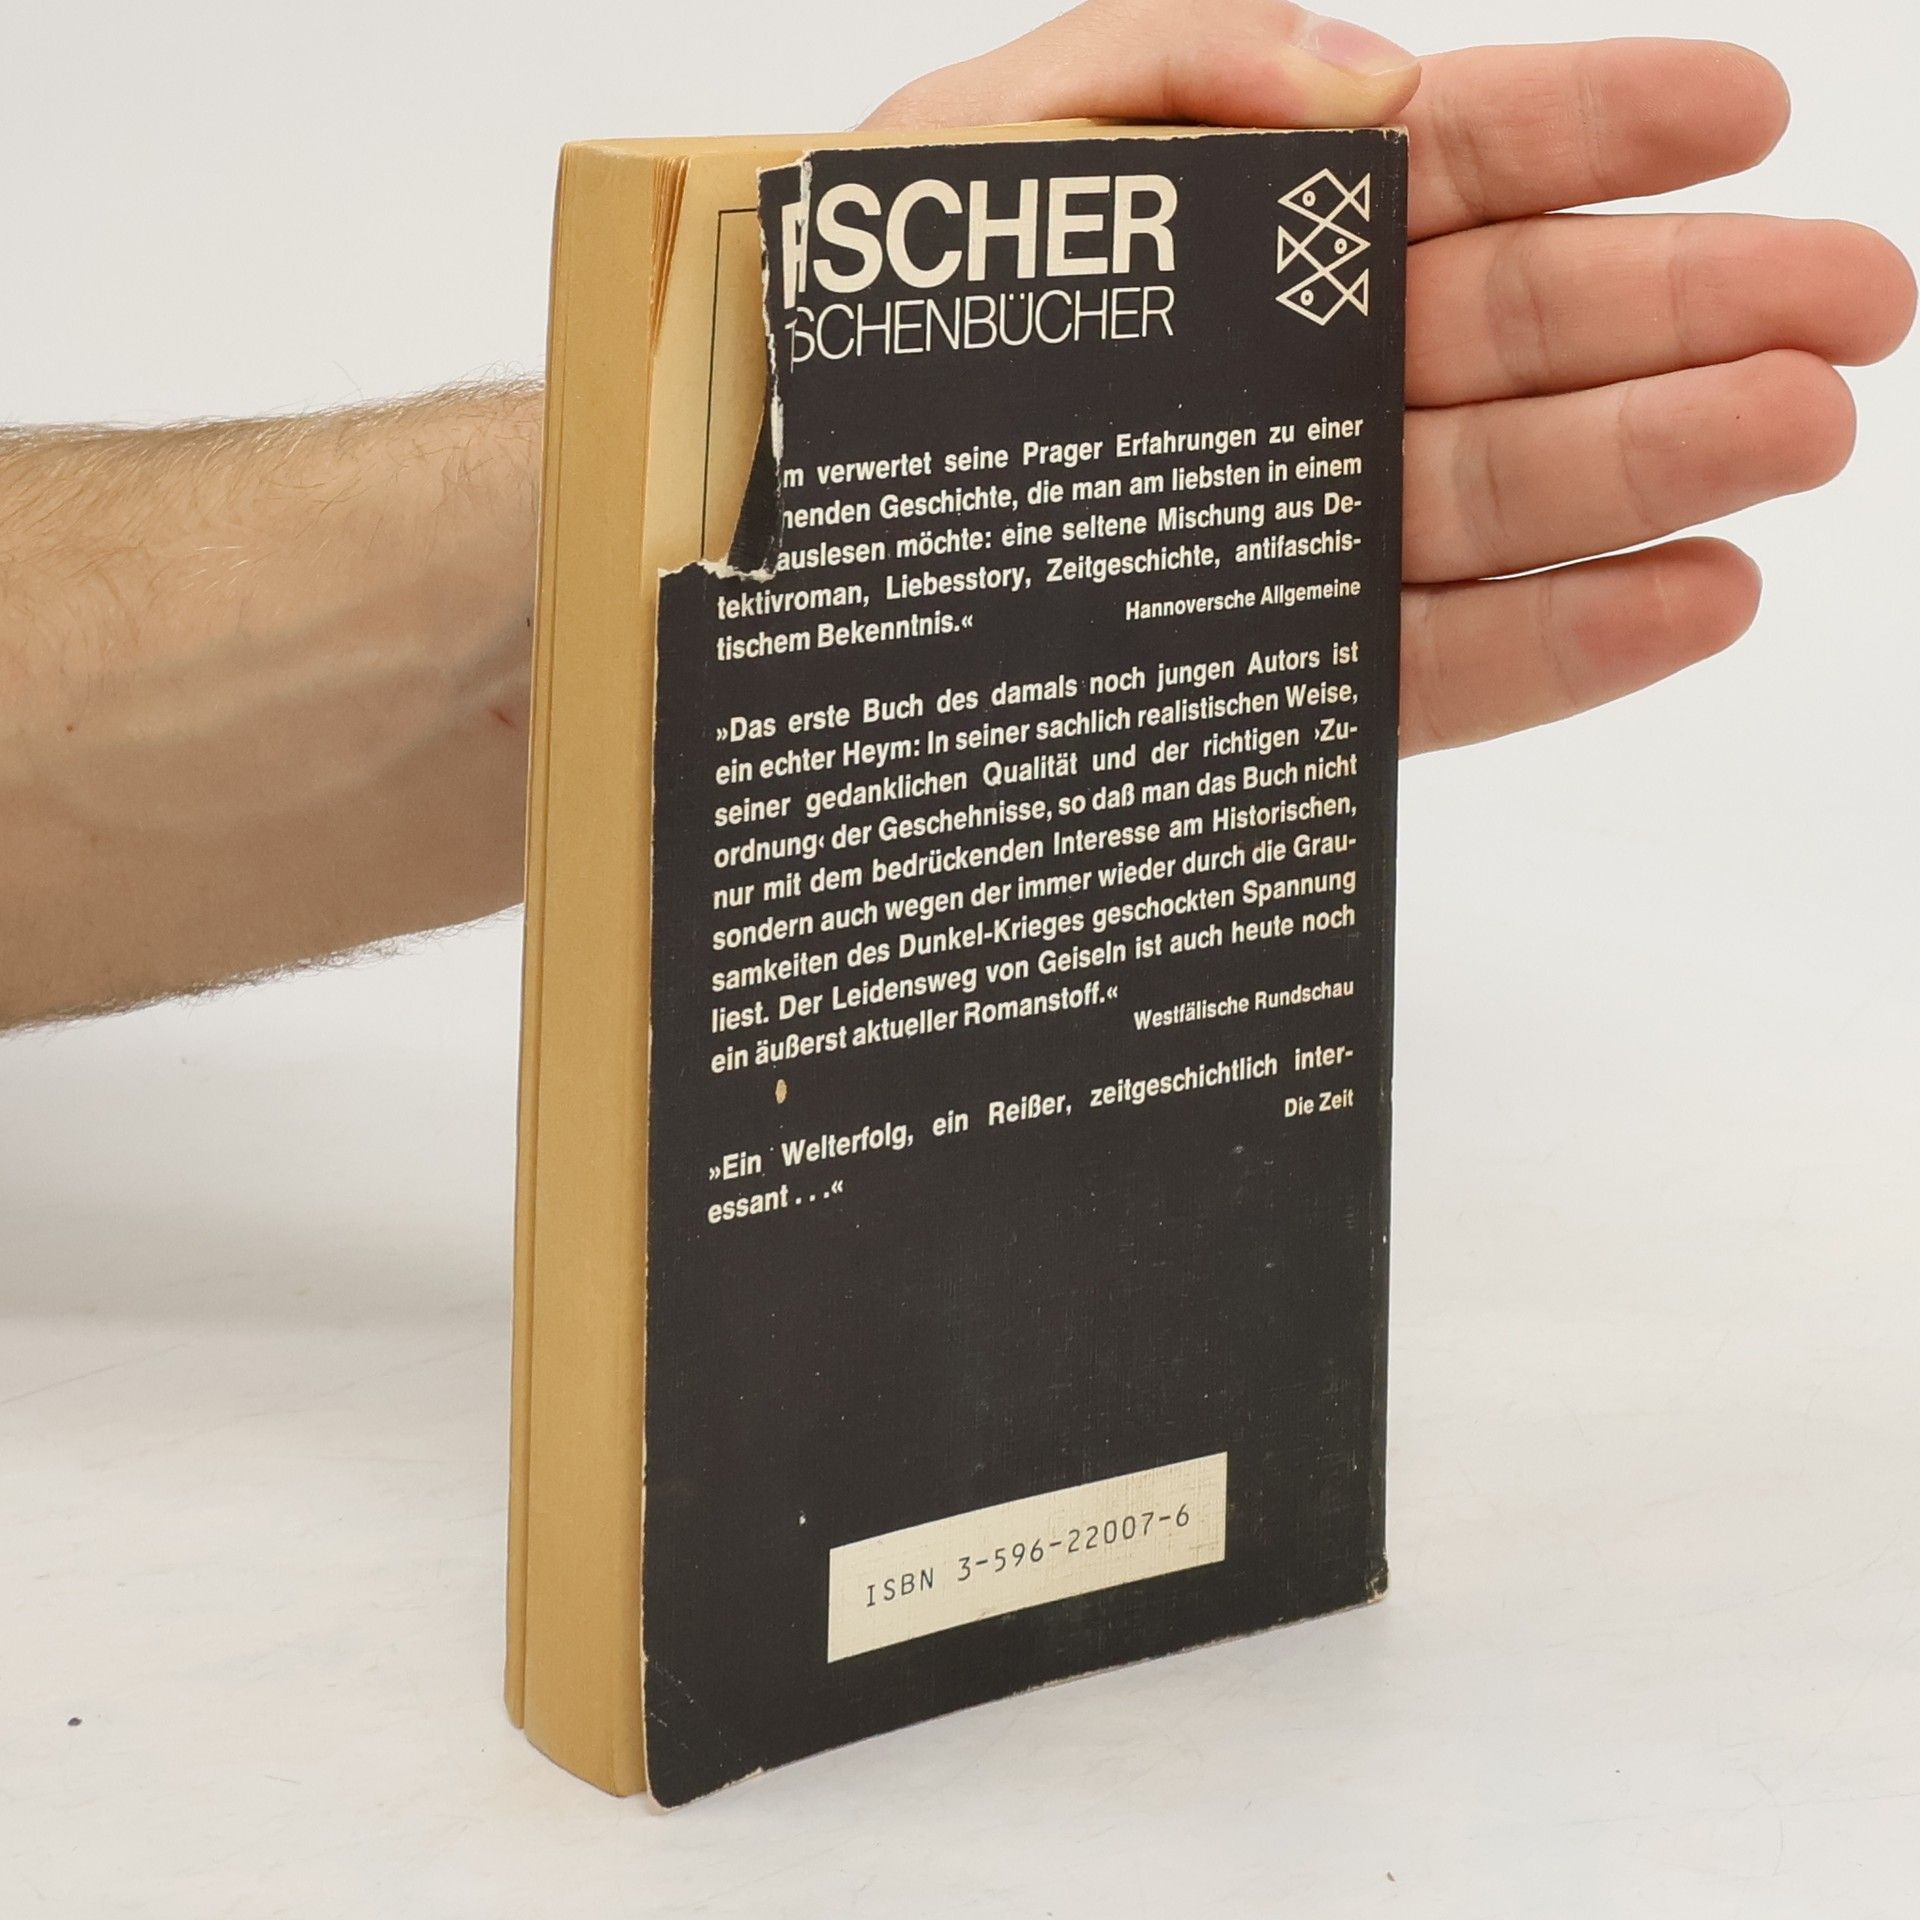 FISCHER
SCHENBÜCHER
m verwertet seine Prager Erfahrungen zu einer
nenden Geschichte, die man am liebsten in einem
auslesen möchte: eine seltene Mischung aus De-
tektivroman, Liebesstory, Zeitgeschichte, antifaschis-
tischem Bekenntnis.«
Hannoversche Allgemeine
»Das erste Buch des damals noch jungen Autors ist
ein echter Heym: In seiner sachlich realistischen Weise,
seiner gedanklichen Qualität und der richtigen ›Zu-
ordnung‹ der Geschehnisse, so daß man das Buch nicht
nur mit dem bedrückenden Interesse am Historischen,
sondern auch wegen der immer wieder durch die Grau-
samkeiten des Dunkel-Krieges geschockten Spannung
liest. Der Leidensweg von Geiseln ist auch heute noch
ein äußerst aktueller Romanstoff.«
Westfälische Rundschau
»Ein Welterfolg, ein Reißer, zeitgeschichtlich inter-
essant . . .«
Die Zeit
ISBN 3-596-22007-6